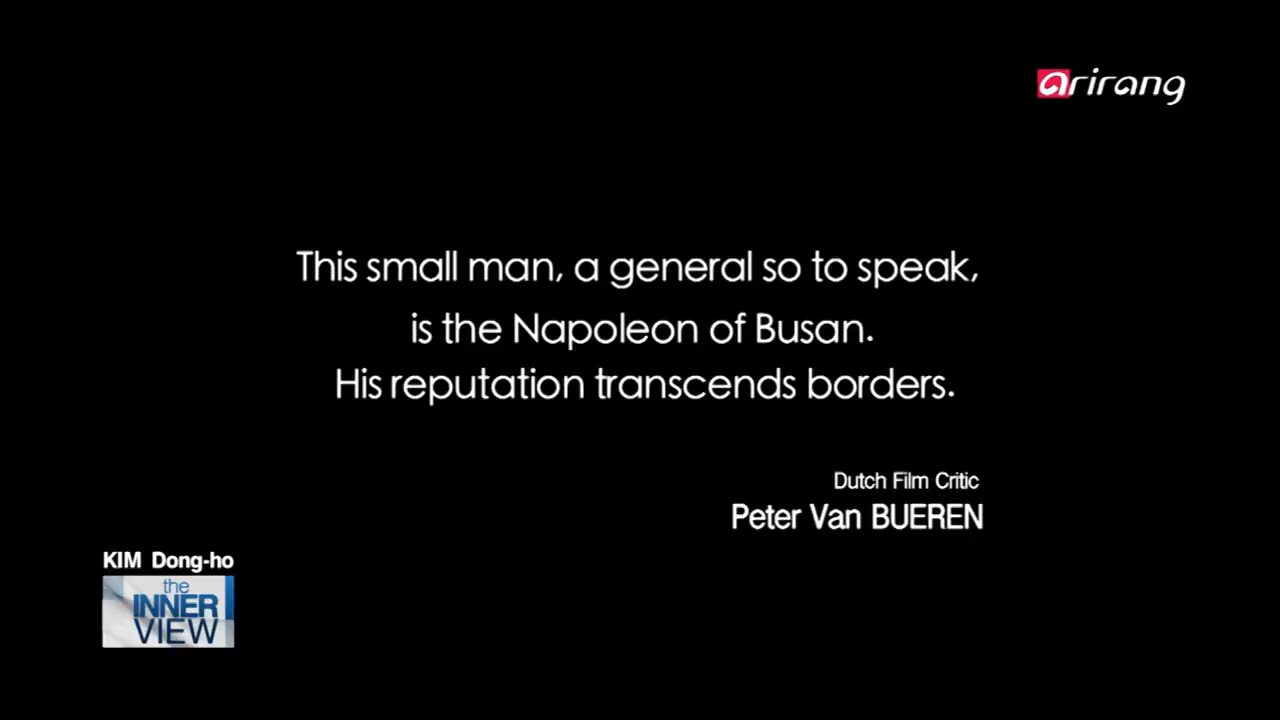 arirang
This small man, a general so to speak,
is the Napoleon of Busan.
His reputation transcends borders.
Dutch Film Critic
Peter Van BUEREN
KIM Dong-ho
the
INNER
VIEW